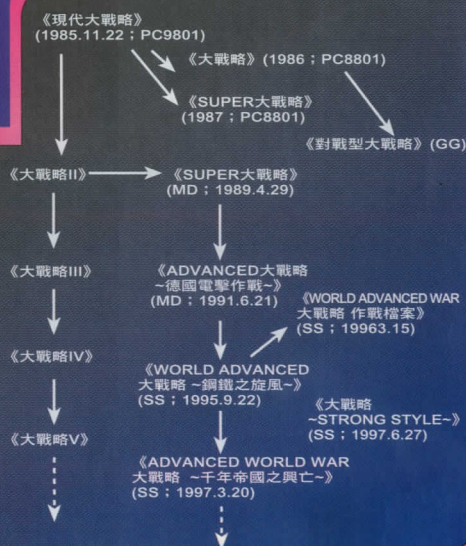 《現代大戰略》
(1985.11.22；PC9801)
《大戰略》(1986；PC8801)
《SUPER大戰略》
(1987；PC8801)
《對戰型大戰略》(GG)
《大戰略II》
《SUPER大戰略》
(MD；1989.4.29)
《大戰略III》
《ADVANCED大戰略
~德國電擊作戰~》
(MD；1991.6.21)
《WORLD ADVANCED WAR
大戰略 作戰檔案》
(SS；19963.15)
《大戰略IV》
《WORLD ADVANCED
大戰略 ~鋼鐵之旋風~》
(SS；1995.9.22)
《大戰略
~STRONG STYLE~》
(SS；1997.6.27)
《大戰略V》
《ADVANCED WORLD WAR
大戰略 ~千年帝國之興亡~》
(SS；1997.3.20)